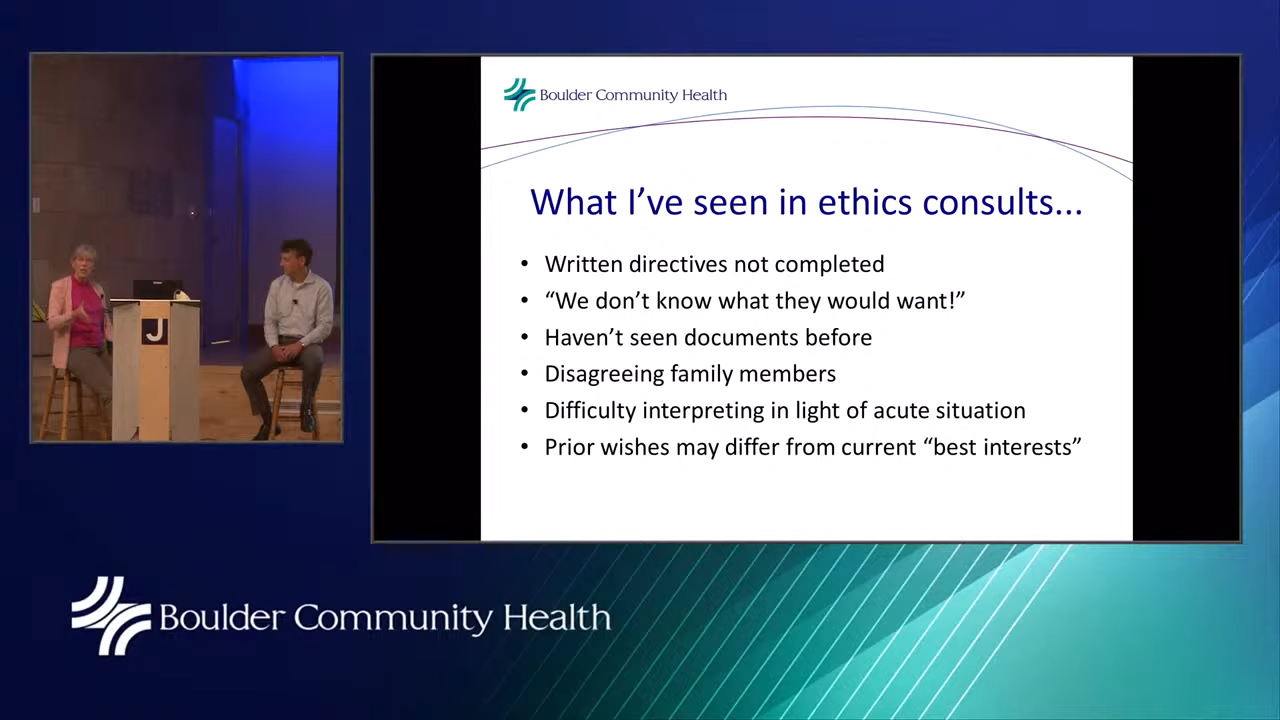 Boulder Community Health
What I’ve seen in ethics consults...
• Written directives not completed
• “We don’t know what they would want!”
• Haven’t seen documents before
• Disagreeing family members
• Difficulty interpreting in light of acute situation
• Prior wishes may differ from current “best interests”
J
Boulder Community Health